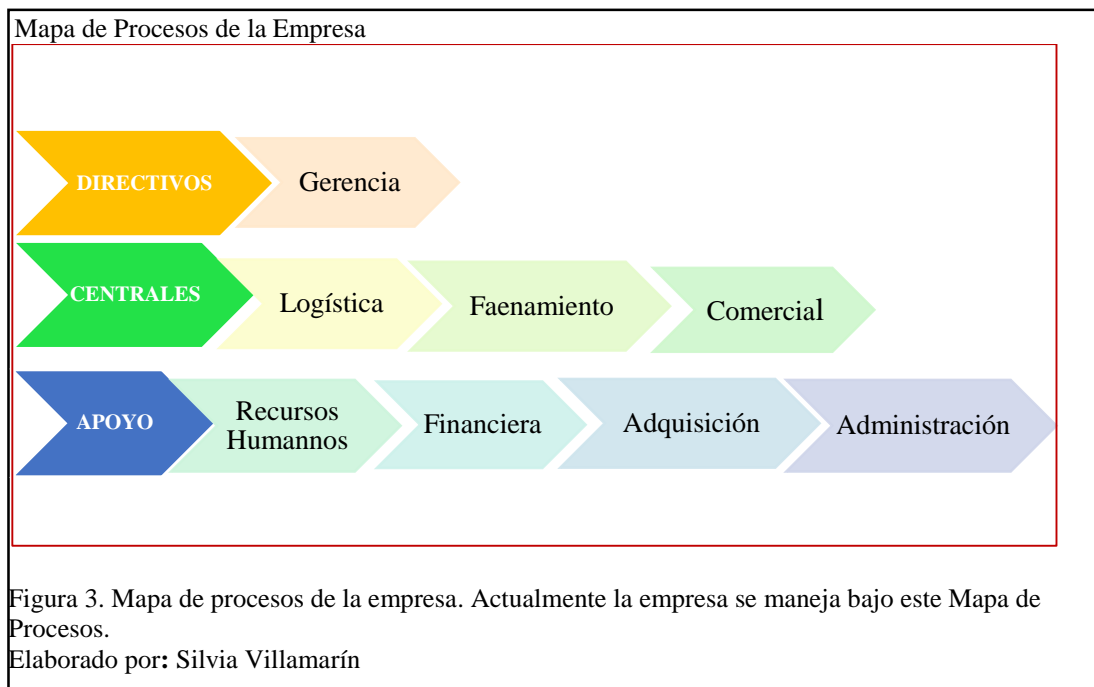 Mapa de Procesos de la Empresa
DIRECTIVOS
Gerencia
CENTRALES
Logística
Faenamiento
Comercial
APOYO
Recursos
Humannos
Financiera
Adquisición
Administración
Figura 3. Mapa de procesos de la empresa. Actualmente la empresa se maneja bajo este Mapa de
Procesos.
Elaborado por: Silvia Villamarín